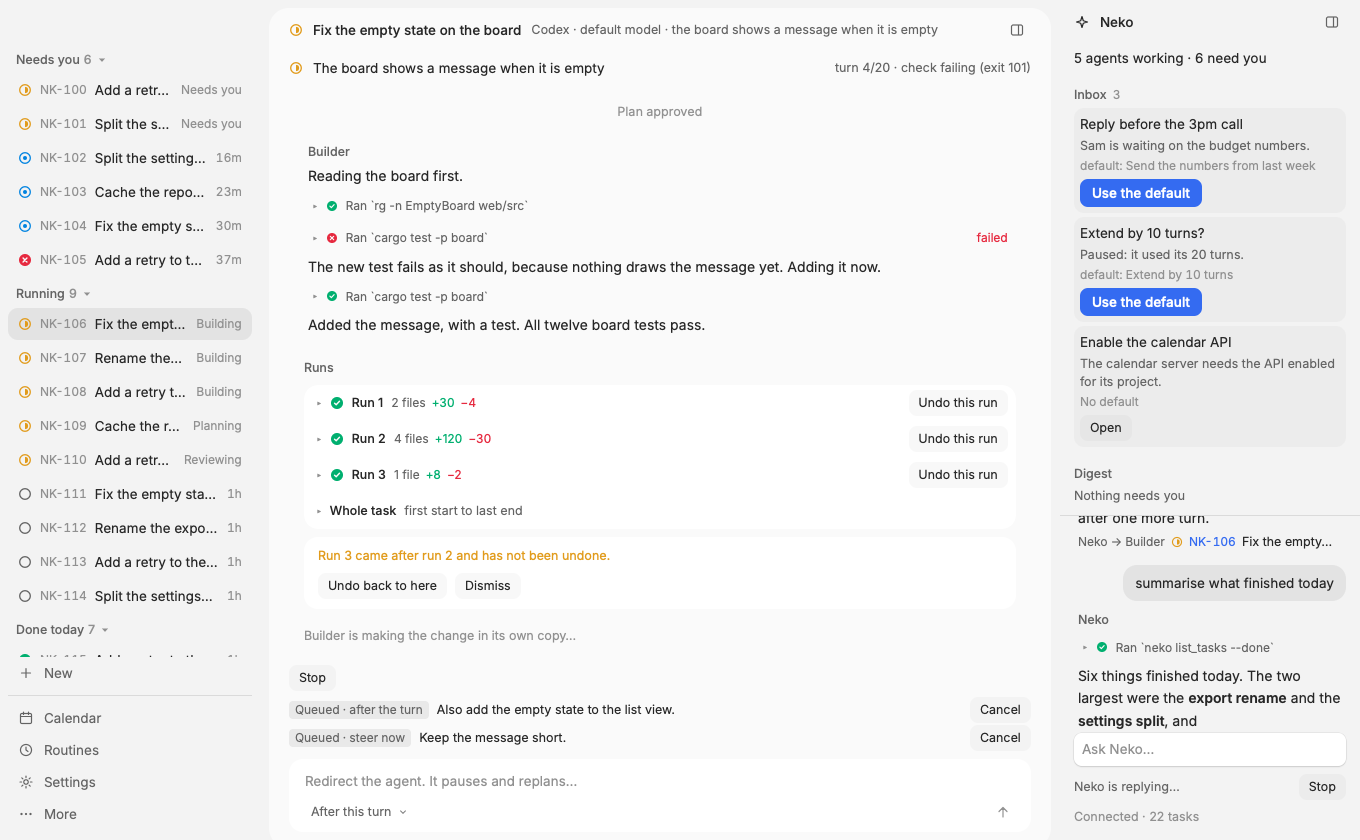 Needs you 6
NK-100 Add a retr... Needs you
NK-101 Split the s... Needs you
NK-102 Split the setting... 16m
NK-103 Cache the repo... 23m
NK-104 Fix the empty s... 30m
NK-105 Add a retry to t... 37m
Running 9
NK-106 Fix the empt... Building
NK-107 Rename the... Building
NK-108 Add a retry t... Building
NK-109 Cache the r... Planning
NK-110 Add a retr... Reviewing
NK-111 Fix the empty sta... 1h
NK-112 Rename the expo... 1h
NK-113 Add a retry to the... 1h
NK-114 Split the settings... 1h
Done today 7
New
Calendar
Routines
Settings
More
Fix the empty state on the board Codex · default model · the board shows a message when it is empty
The board shows a message when it is empty turn 4/20 · check failing (exit 101)
Plan approved
Builder
Reading the board first.
Ran `rg -n EmptyBoard web/src`
Ran `cargo test -p board` failed
The new test fails as it should, because nothing draws the message yet. Adding it now.
Ran `cargo test -p board`
Added the message, with a test. All twelve board tests pass.
Runs
Run 1 2 files +30 −4 Undo this run
Run 2 4 files +120 −30 Undo this run
Run 3 1 file +8 −2 Undo this run
Whole task first start to last end
Run 3 came after run 2 and has not been undone.
Undo back to here Dismiss
Builder is making the change in its own copy...
Stop
Queued · after the turn Also add the empty state to the list view. Cancel
Queued · steer now Keep the message short. Cancel
Redirect the agent. It pauses and replans...
After this turn
Neko
5 agents working · 6 need you
Inbox 3
Reply before the 3pm call
Sam is waiting on the budget numbers.
default: Send the numbers from last week
Use the default
Extend by 10 turns?
Paused: it used its 20 turns.
default: Extend by 10 turns
Use the default
Enable the calendar API
The calendar server needs the API enabled
for its project.
No default
Open
Digest
Nothing needs you
after one more turn.
Neko → Builder NK-106 Fix the empty...
summarise what finished today
Neko
Ran `neko list_tasks --done`
Six things finished today. The two
largest were the export rename and the
settings split, and
Ask Neko...
Neko is replying... Stop
Connected · 22 tasks